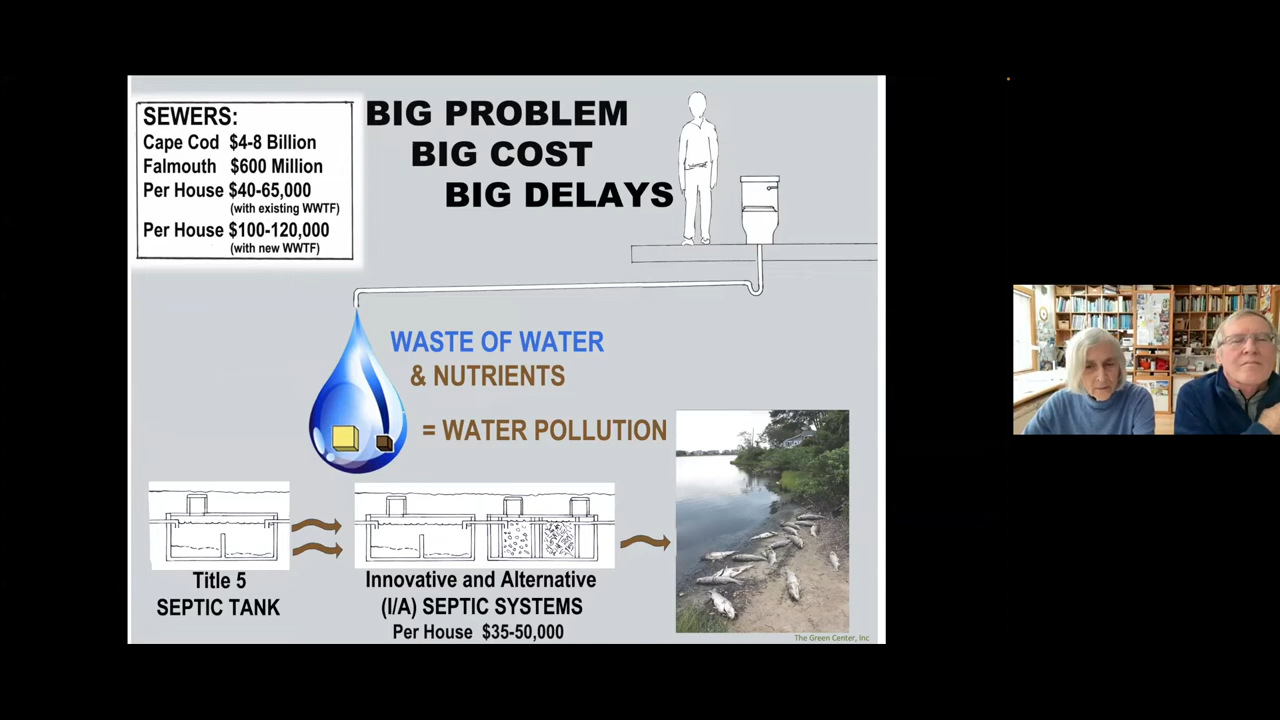 SEWERS:
Cape Cod $4-8 Billion
Falmouth $600 Million
Per House $40-65,000
(with existing WWTF)
Per House $100-120,000
(with new WWTF)
BIG PROBLEM
BIG COST
BIG DELAYS
WASTE OF WATER
& NUTRIENTS
= WATER POLLUTION
Title 5
SEPTIC TANK
Innovative and Alternative
(I/A) SEPTIC SYSTEMS
Per House $35-50,000
The Green Center, Inc